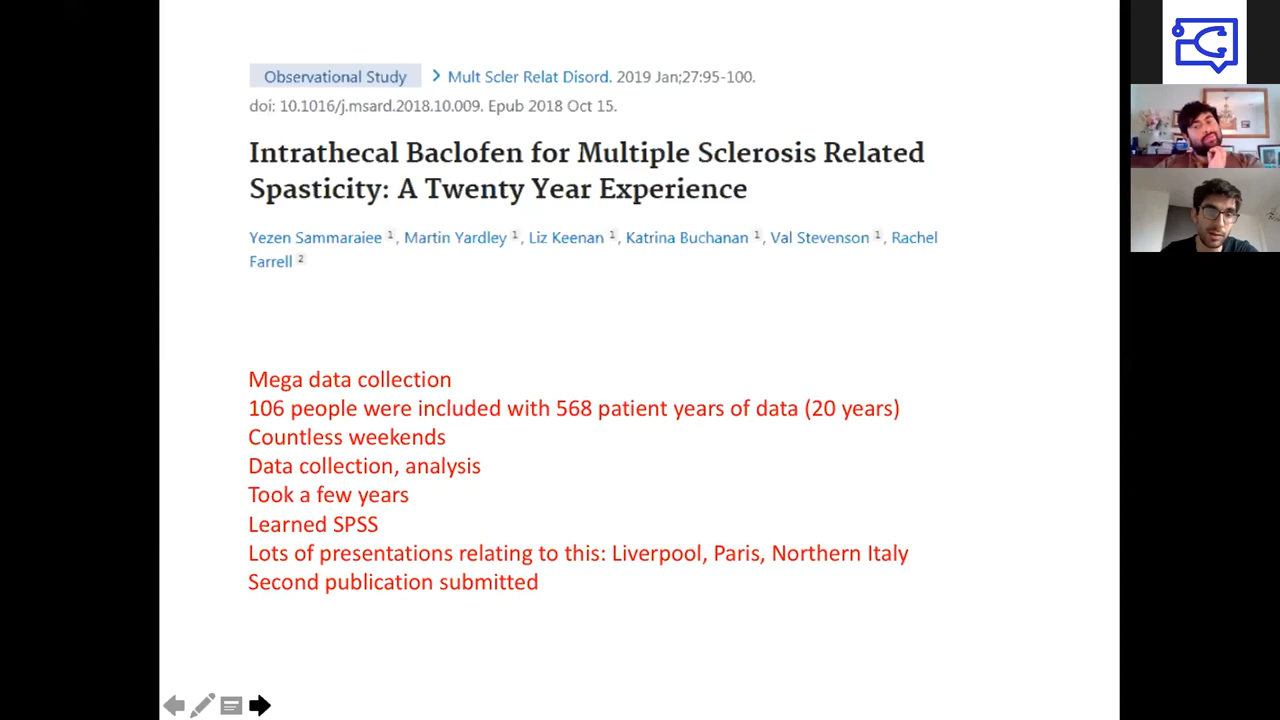 Observational Study > Mult Scler Relat Disord. 2019 Jan;27:95-100.
doi: 10.1016/j.msard.2018.10.009. Epub 2018 Oct 15.
Intrathecal Baclofen for Multiple Sclerosis Related
Spasticity: A Twenty Year Experience
Yezen Sammaraiee 1, Martin Yardley 1, Liz Keenan 1, Katrina Buchanan 1, Val Stevenson 1, Rachel
Farrell 2
Mega data collection
106 people were included with 568 patient years of data (20 years)
Countless weekends
Data collection, analysis
Took a few years
Learned SPSS
Lots of presentations relating to this: Liverpool, Paris, Northern Italy
Second publication submitted